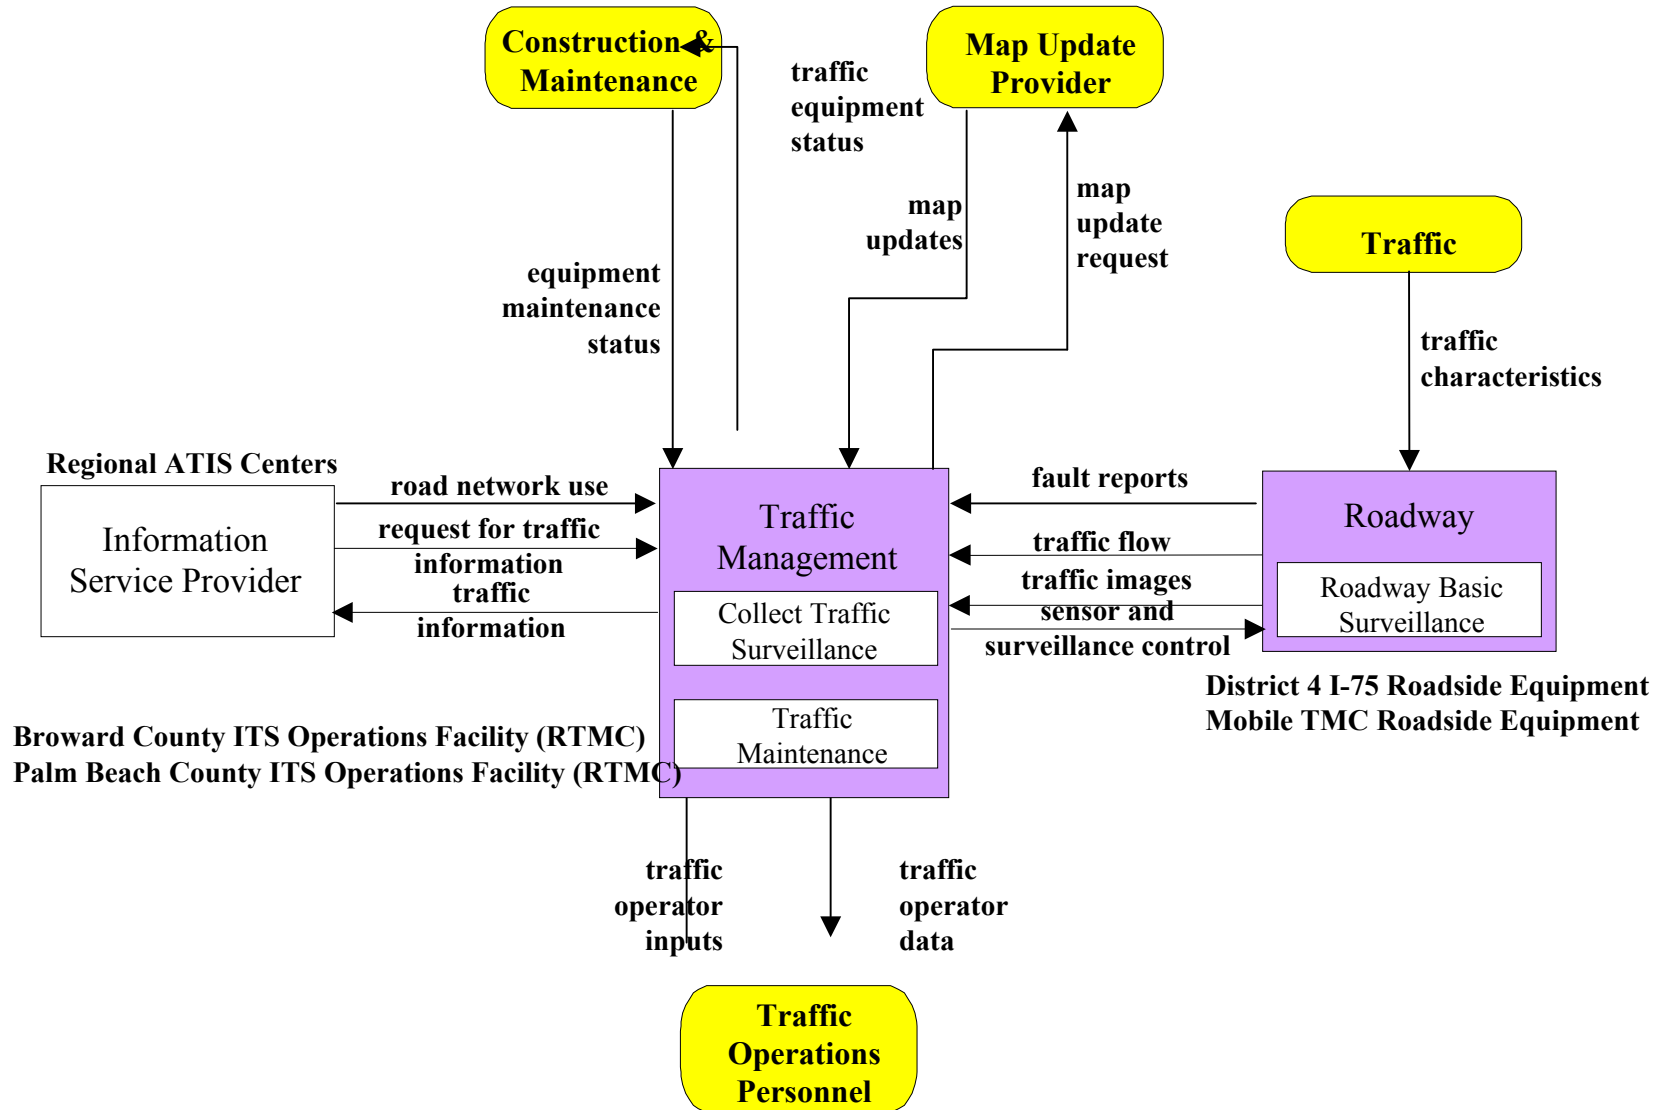 Construction &
Maintenance
Map Update
Provider
traffic
equipment
status
map
updates
map
update
request
Traffic
equipment
maintenance
status
traffic
characteristics
Regional ATIS Centers
Information
Service Provider
road network use
request for traffic
information
traffic
information
Traffic
Management
Collect Traffic
Surveillance
Traffic
Maintenance
fault reports
traffic flow
traffic images
sensor and
surveillance control
Roadway
Roadway Basic
Surveillance
District 4 I-75 Roadside Equipment
Mobile TMC Roadside Equipment
Broward County ITS Operations Facility (RTMC)
Palm Beach County ITS Operations Facility (RTMC)
traffic
operator
inputs
traffic
operator
data
Traffic
Operations
Personnel